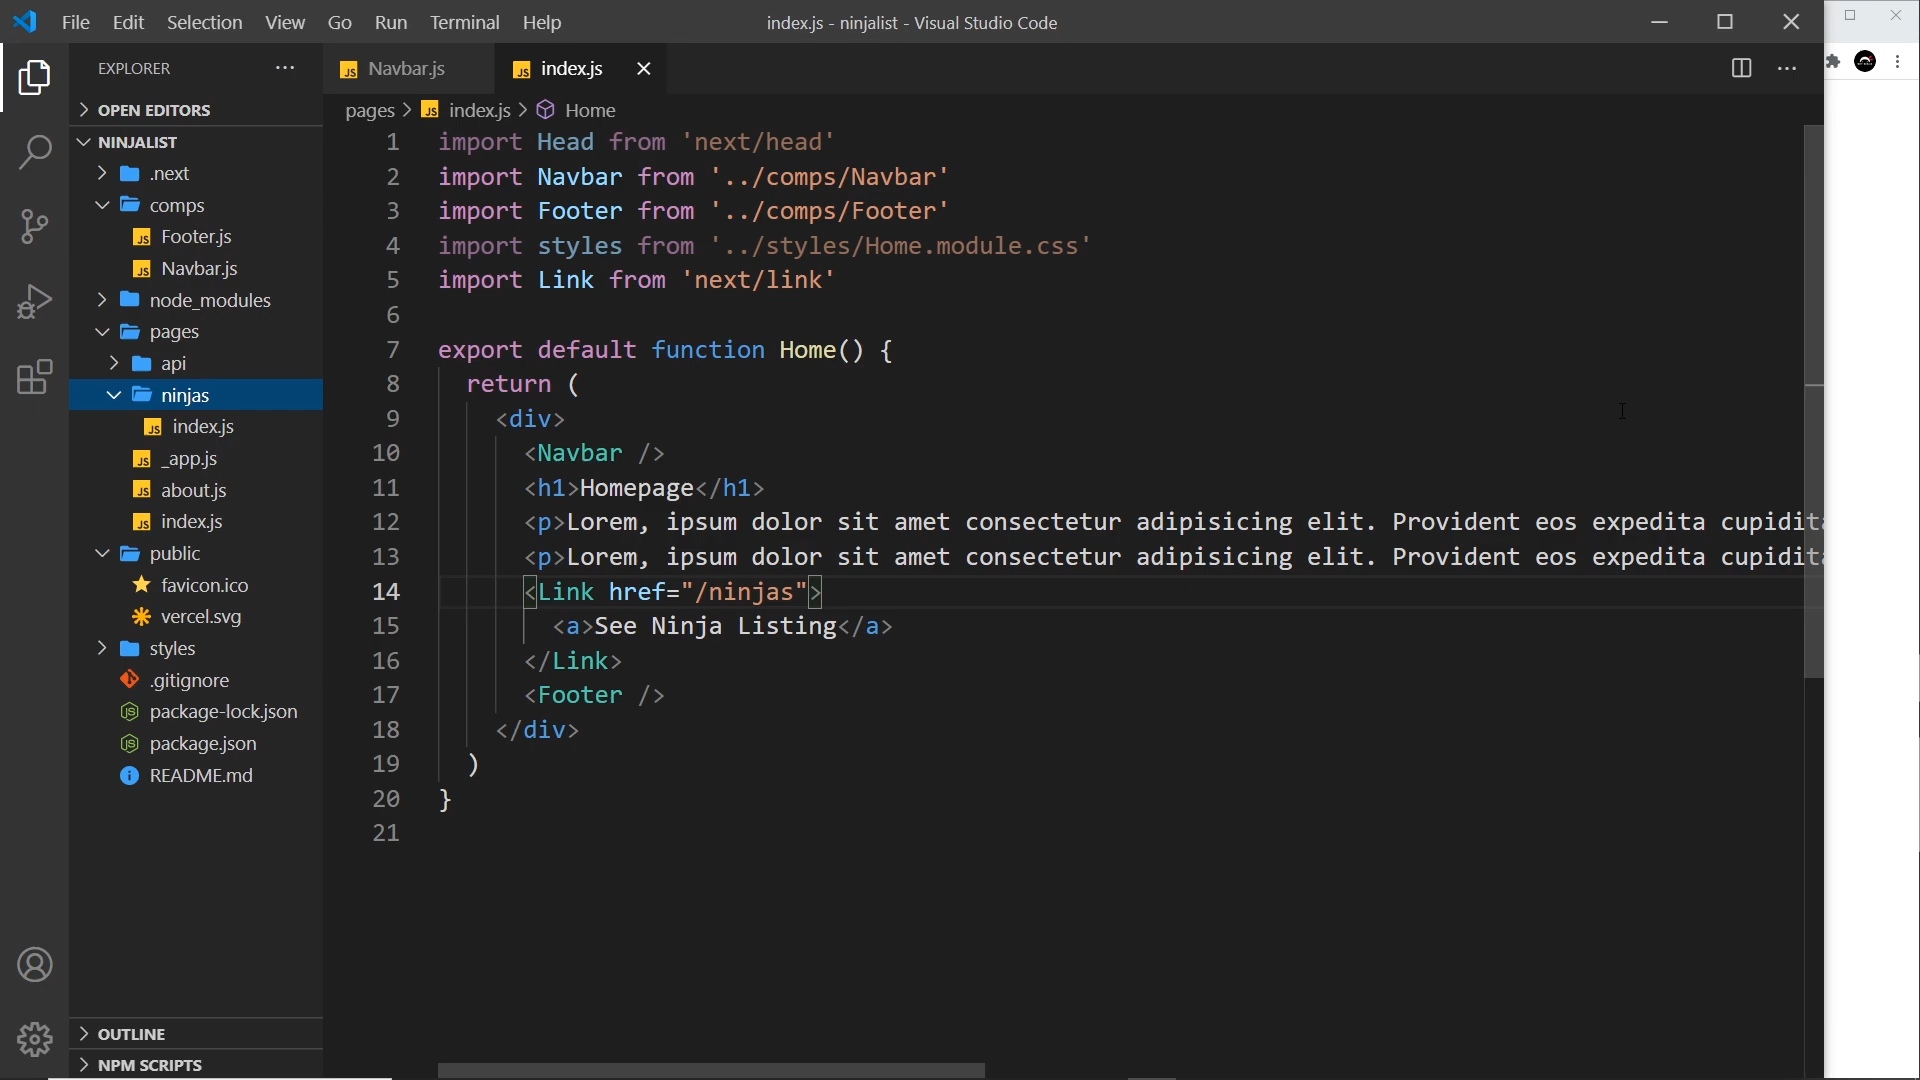 File Edit Selection View Go Run Terminal Help
index.js - ninjalist - Visual Studio Code
EXPLORER
OPEN EDITORS
NINJALIST
.next
comps
Footer.js
Navbar.js
node_modules
pages
api
ninjas
index.js
_app.js
about.js
index.js
public
favicon.ico
vercel.svg
styles
.gitignore
package-lock.json
package.json
README.md
OUTLINE
NPM SCRIPTS
Navbar.js index.js
pages > index.js > Home
1 import Head from 'next/head'
2 import Navbar from '../comps/Navbar'
3 import Footer from '../comps/Footer'
4 import styles from '../styles/Home.module.css'
5 import Link from 'next/link'
6
7 export default function Home() {
8 return (
9 <div>
10 <Navbar />
11 <h1>Homepage</h1>
12 <p>Lorem, ipsum dolor sit amet consectetur adipisicing elit. Provident eos expedita cupidit
13 <p>Lorem, ipsum dolor sit amet consectetur adipisicing elit. Provident eos expedita cupidit
14 <Link href="/ninjas">
15 <a>See Ninja Listing</a>
16 </Link>
17 <Footer />
18 </div>
19 )
20 }
21